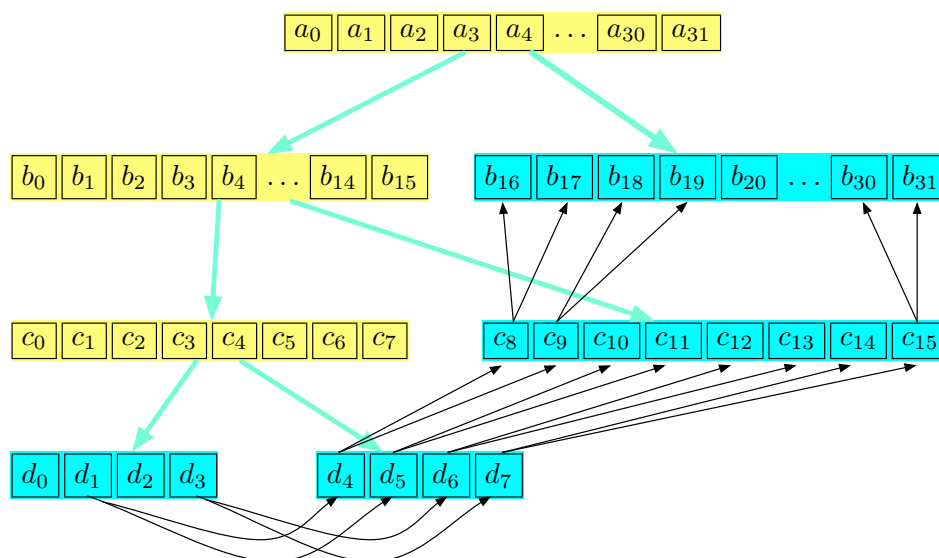 a₀ a₁ a₂ a₃ a₄ … a₃₀ a₃₁
b₀ b₁ b₂ b₃ b₄ … b₁₄ b₁₅ b₁₆ b₁₇ b₁₈ b₁₉ b₂₀ … b₃₀ b₃₁
c₀ c₁ c₂ c₃ c₄ c₅ c₆ c₇ c₈ c₉ c₁₀ c₁₁ c₁₂ c₁₃ c₁₄ c₁₅
d₀ d₁ d₂ d₃ d₄ d₅ d₆ d₇